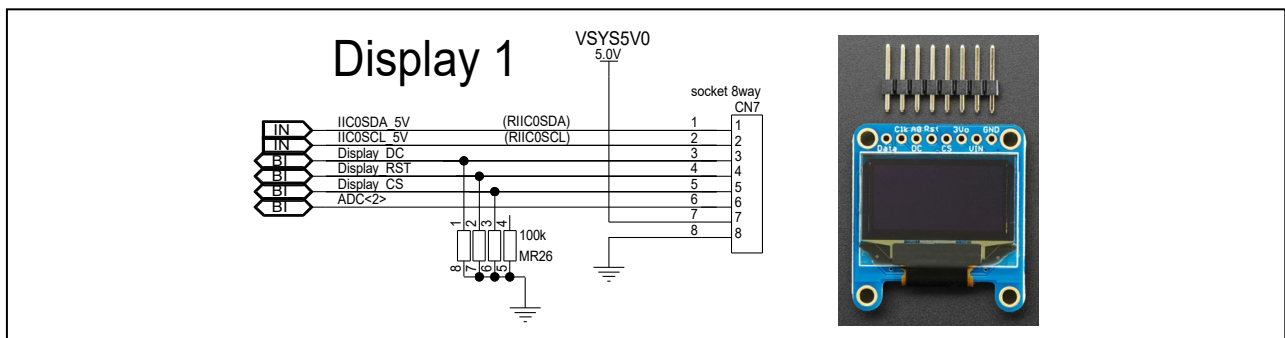 Display 1
VSYS5V0
5.0V
socket 8way
CN7
IN IIC0SDA_5V (RIIC0SDA) 1 1
IN IIC0SCL_5V (RIIC0SCL) 2 2
BI Display_DC 3 3
BI Display_RST 4 4
BI Display_CS 5 5
BI ADC<2> 6 6
7 7
8 8
1 2 3 4
100k
MR26
8 7 6 5
Clk A0 Rst 3Vo GND
Data DC CS VIN